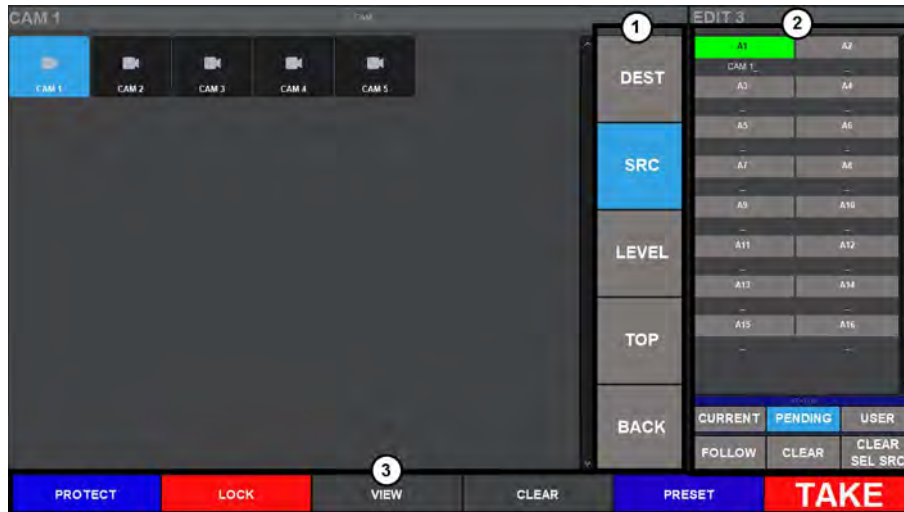 CAM 1
CAM
EDIT 3
1
2
CAM 1
CAM 2
CAM 3
CAM 4
CAM 5
DEST
SRC
LEVEL
TOP
BACK
A1 A2
CAM 1_ _
A3 A4
_ _
A5 A6
_ _
A7 A8
_ _
A9 A10
_ _
A11 A12
_ _
A13 A14
_ _
A15 A16
_ _
CURRENT PENDING USER
FOLLOW CLEAR CLEAR
SEL SRC
3
PROTECT LOCK VIEW CLEAR PRESET TAKE